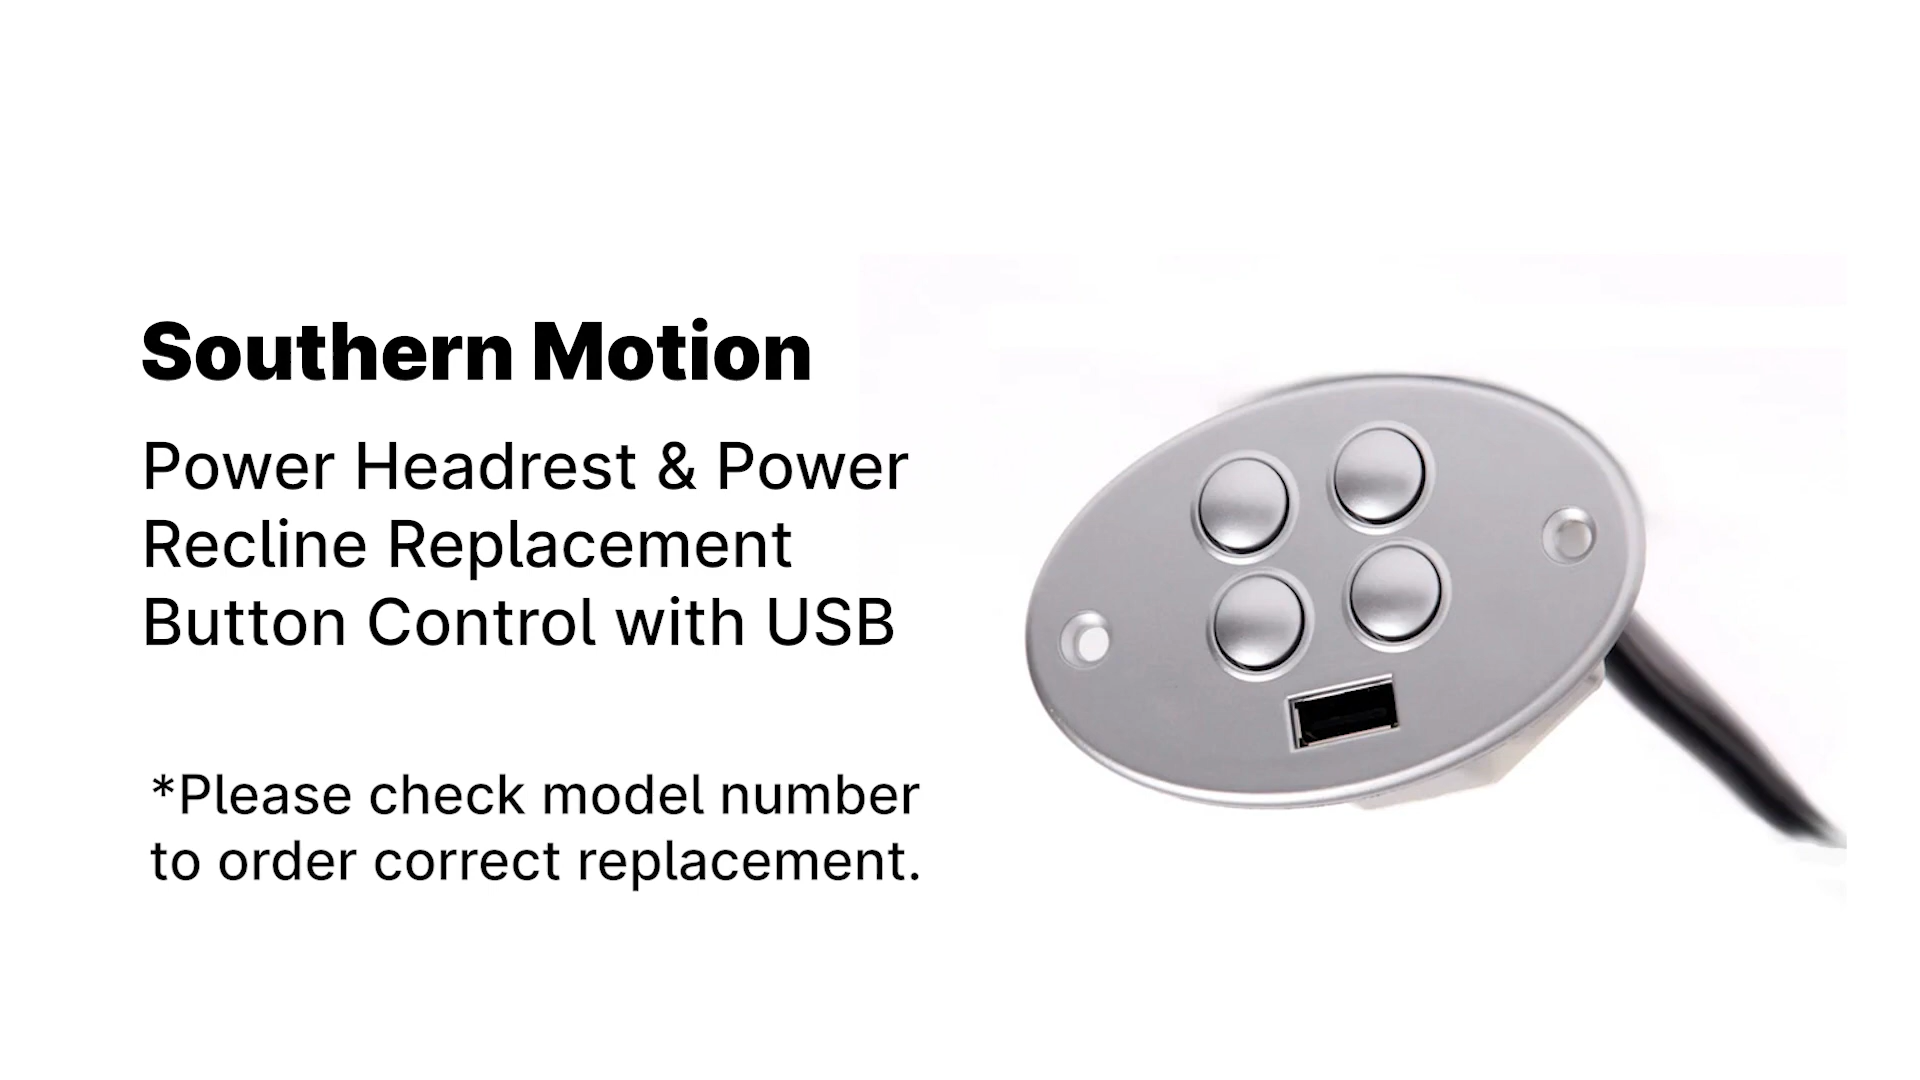 Southern Motion
Power Headrest & Power
Recline Replacement
Button Control with USB
*Please check model number
to order correct replacement.